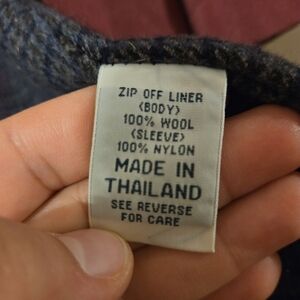 ZIP OFF LINER
(BODY)
100% WOOL
(SLEEVE)
100% NYLON
MADE IN
THAILAND
SEE REVERSE
FOR CARE